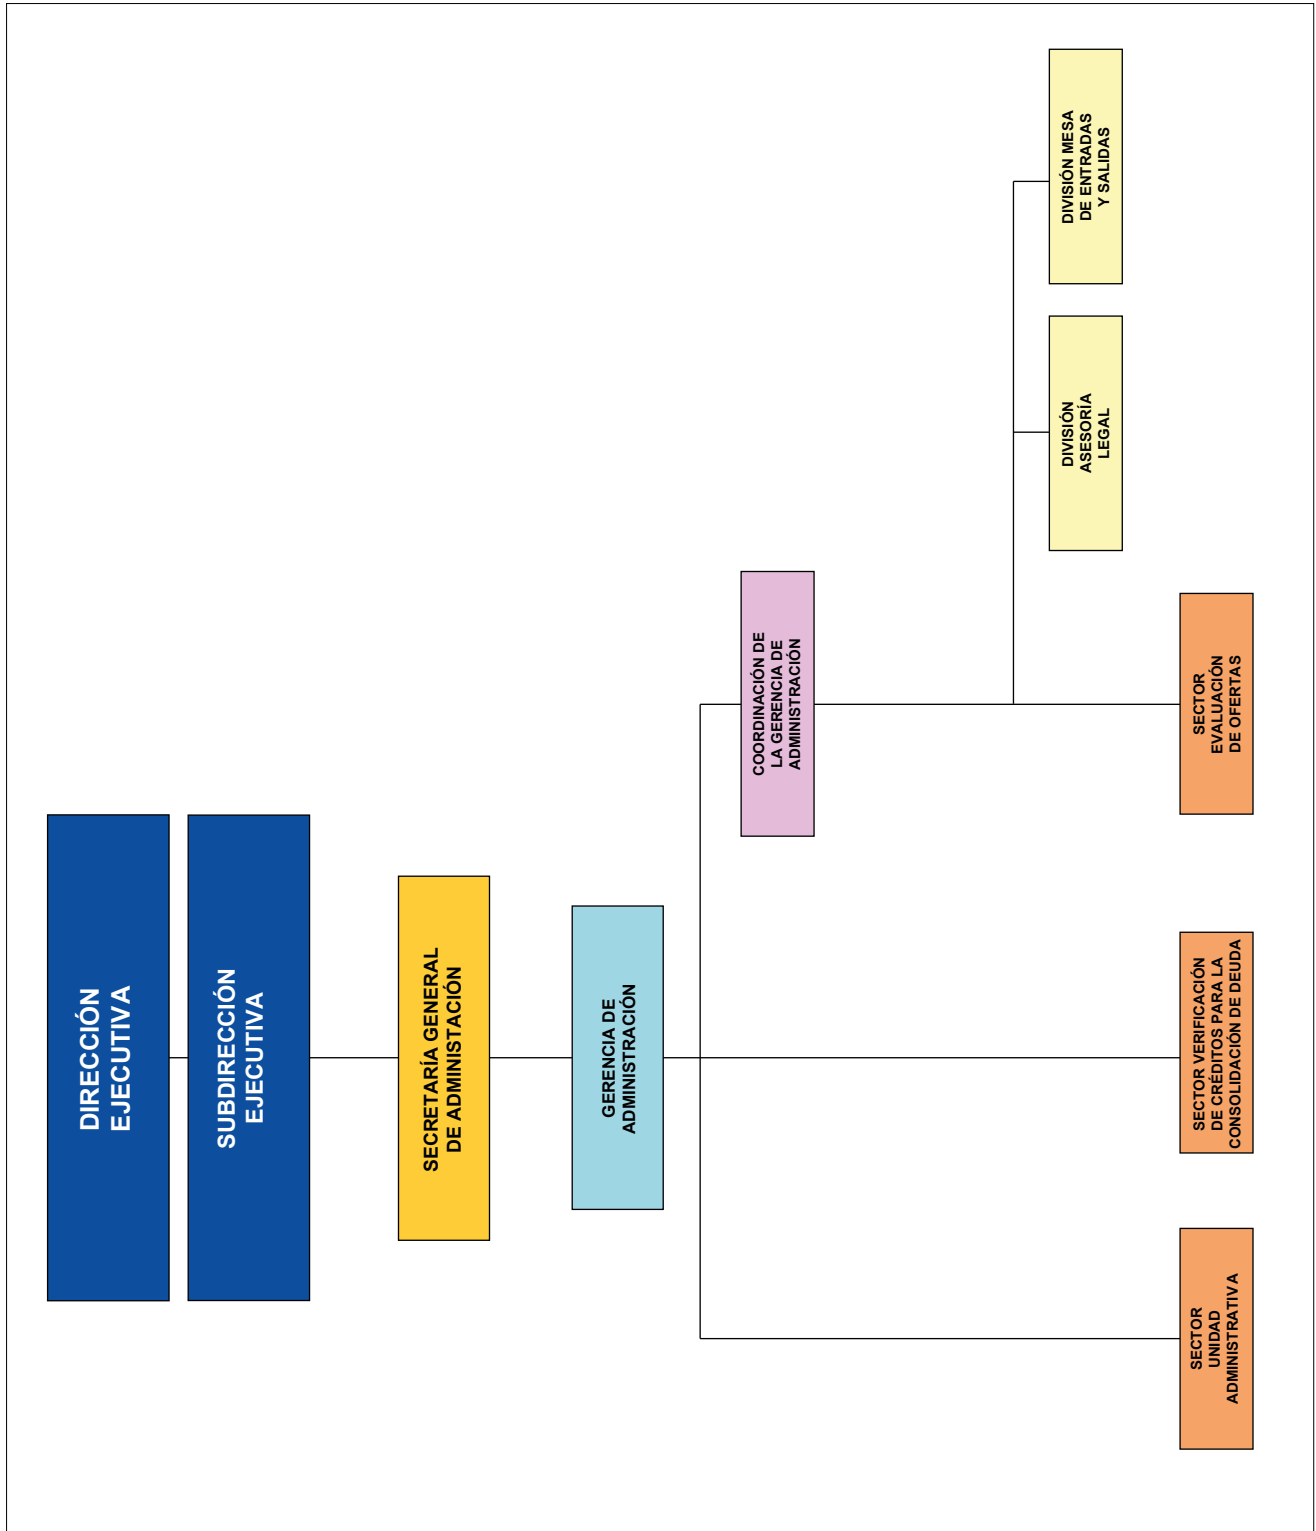 DIRECCIÓN
EJECUTIVA
SUBDIRECCIÓN
EJECUTIVA
SECRETARÍA GENERAL
DE ADMINISTACIÓN
GERENCIA DE
ADMINISTRACIÓN
COORDINACIÓN DE
LA GERENCIA DE
ADMINISTRACIÓN
DIVISIÓN
ASESORÍA
LEGAL
DIVISIÓN MESA
DE ENTRADAS
Y SALIDAS
SECTOR
UNIDAD
ADMINISTRATIVA
SECTOR VERIFICACIÓN
DE CRÉDITOS PARA LA
CONSOLIDACIÓN DE DEUDA
SECTOR
EVALUACIÓN
DE OFERTAS